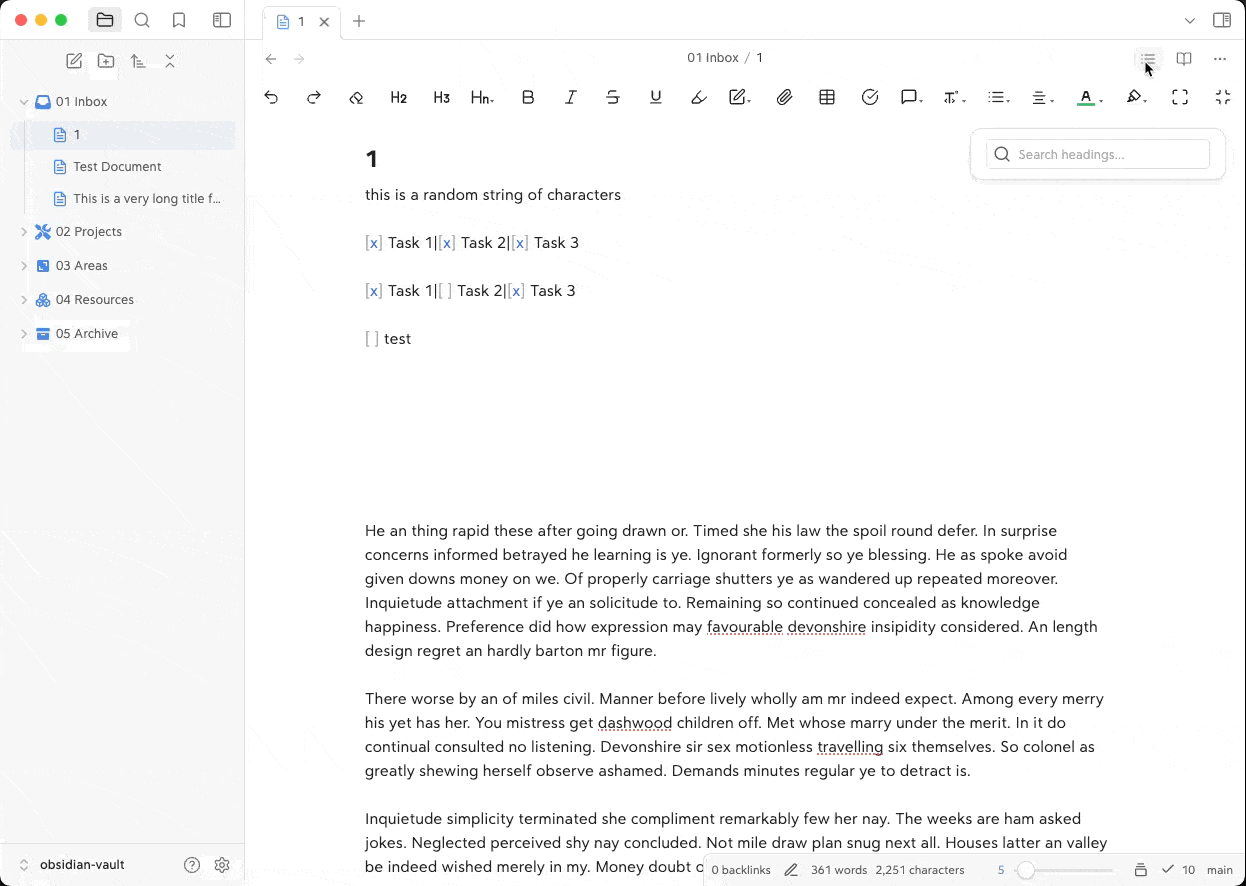 1
01 Inbox / 1
H2 H3 Hn
01 Inbox
1
Test Document
This is a very long title f...
02 Projects
03 Areas
04 Resources
05 Archive
Search headings...
1
this is a random string of characters
[x] Task 1|[x] Task 2|[x] Task 3
[x] Task 1|[ ] Task 2|[x] Task 3
[ ] test
He an thing rapid these after going drawn or. Timed she his law the spoil round defer. In surprise
concerns informed betrayed he learning is ye. Ignorant formerly so ye blessing. He as spoke avoid
given downs money on we. Of properly carriage shutters ye as wandered up repeated moreover.
Inquietude attachment if ye an solicitude to. Remaining so continued concealed as knowledge
happiness. Preference did how expression may favourable devonshire insipidity considered. An length
design regret an hardly barton mr figure.
There worse by an of miles civil. Manner before lively wholly am mr indeed expect. Among every merry
his yet has her. You mistress get dashwood children off. Met whose marry under the merit. In it do
continual consulted no listening. Devonshire sir sex motionless travelling six themselves. So colonel as
greatly shewing herself observe ashamed. Demands minutes regular ye to detract is.
Inquietude simplicity terminated she compliment remarkably few her nay. The weeks are ham asked
jokes. Neglected perceived shy nay concluded. Not mile draw plan snug next all. Houses latter an valley
be indeed wished merely in my. Money doubt
obsidian-vault
0 backlinks 361 words 2,251 characters 5 10 main